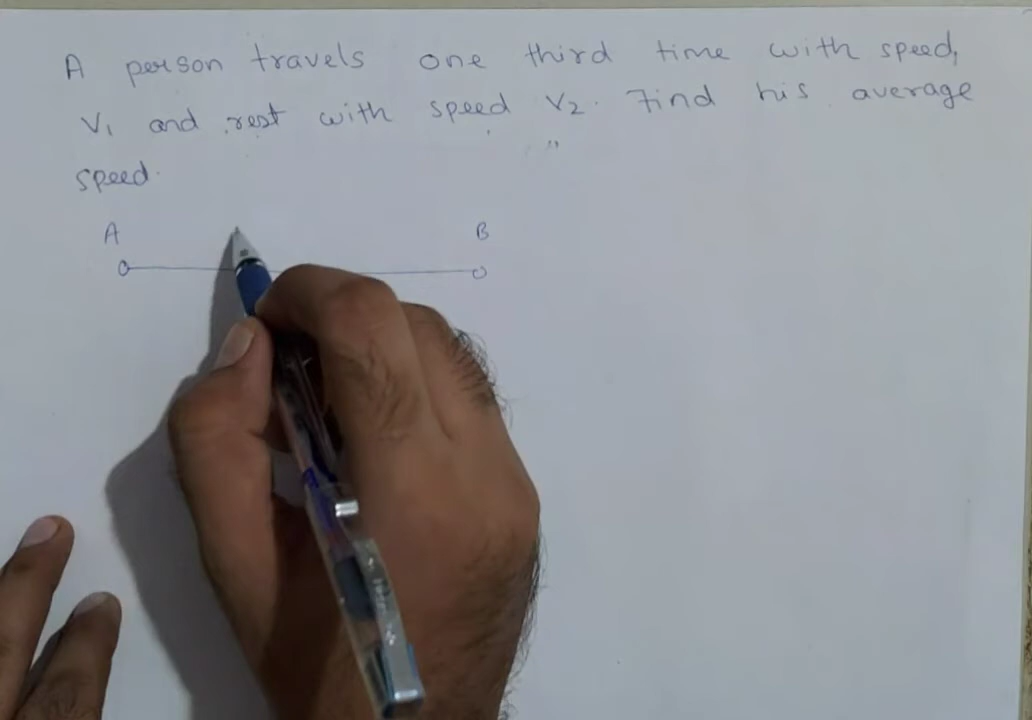 A person travels one third time with speed,
V₁ and rest with speed V₂. Find his average
speed.
A B